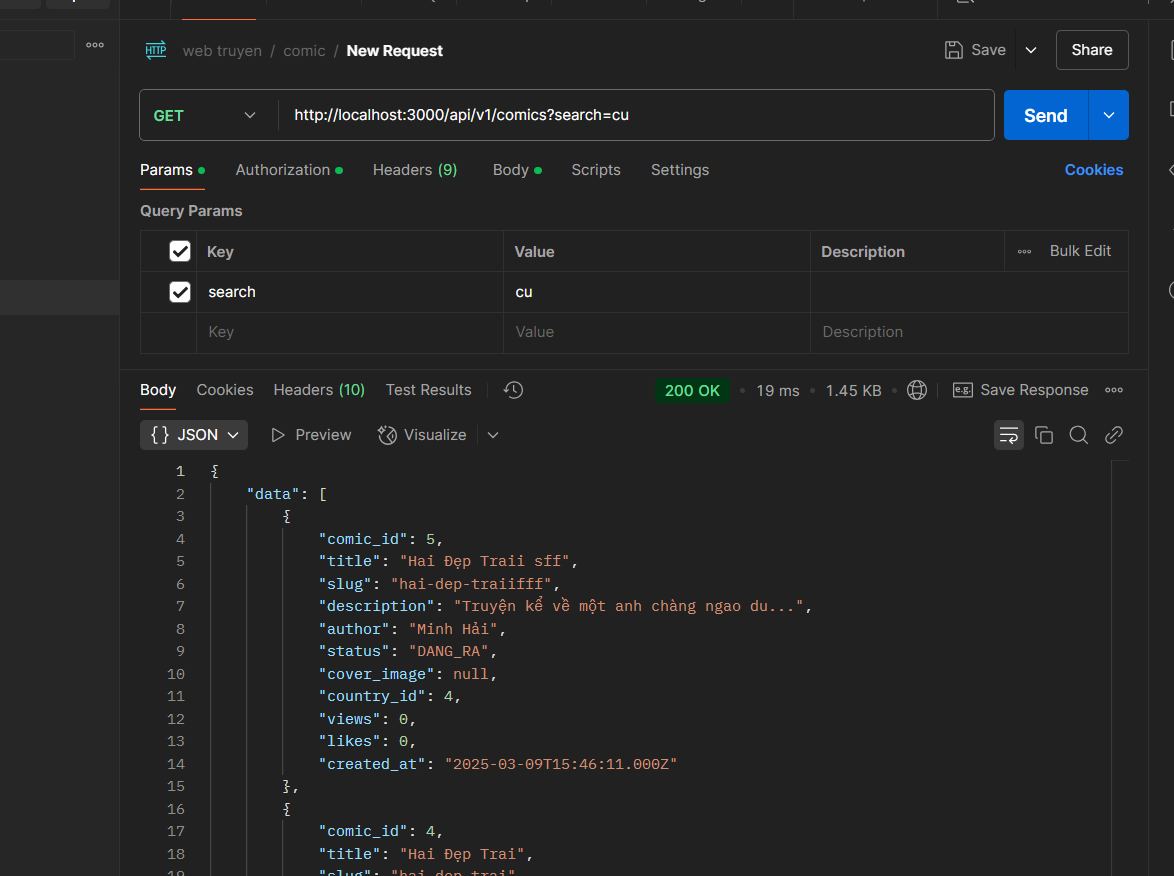 HTTP web truyen / comic / New Request Save Share
GET http://localhost:3000/api/v1/comics?search=cu Send
Params Authorization Headers (9) Body Scripts Settings Cookies
Query Params
Key Value Description Bulk Edit
search cu
Key Value Description
Body Cookies Headers (10) Test Results 200 OK 19 ms 1.45 KB e.g. Save Response
{} JSON Preview Visualize
1 {
2 "data": [
3 {
4 "comic_id": 5,
5 "title": "Hai Đẹp Traii sff",
6 "slug": "hai-dep-traiifff",
7 "description": "Truyện kể về một anh chàng ngao du...",
8 "author": "Minh Hải",
9 "status": "DANG_RA",
10 "cover_image": null,
11 "country_id": 4,
12 "views": 0,
13 "likes": 0,
14 "created_at": "2025-03-09T15:46:11.000Z"
15 },
16 {
17 "comic_id": 4,
18 "title": "Hai Đẹp Trai",
19 "slug": "hai-dep-trai"